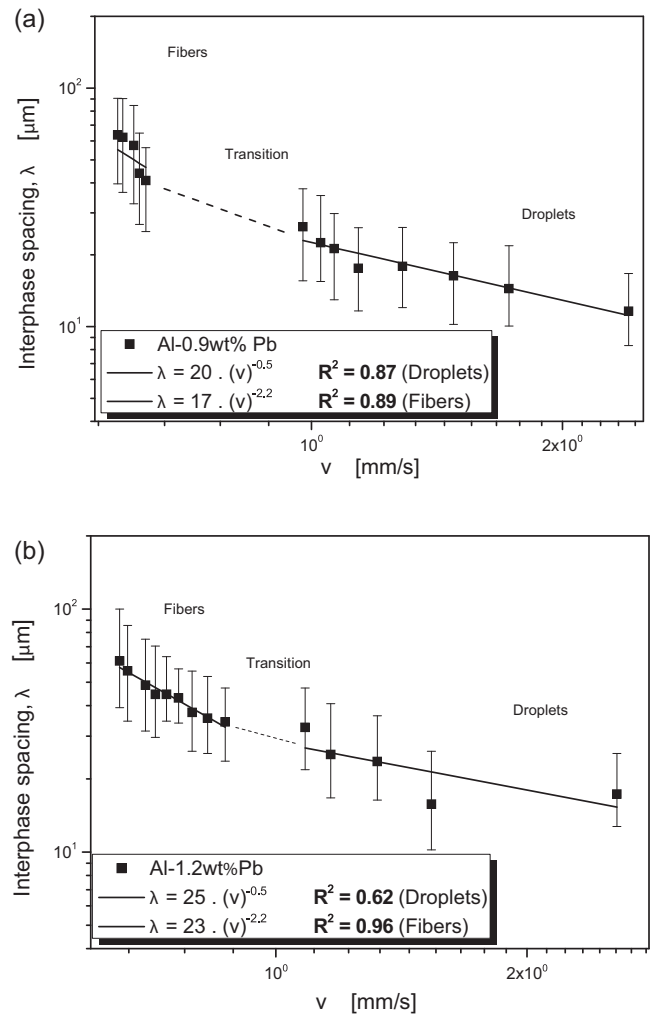 (a)
Fibers
Transition
Droplets
Interphase spacing, λ [μm]
10²
10¹
Al-0.9wt% Pb
λ = 20 . (v)^-0.5 R² = 0.87 (Droplets)
λ = 17 . (v)^-2.2 R² = 0.89 (Fibers)
10⁰
2x10⁰
v [mm/s]
(b)
Fibers
Transition
Droplets
Interphase spacing, λ [μm]
10²
10¹
Al-1.2wt%Pb
λ = 25 . (v)^-0.5 R² = 0.62 (Droplets)
λ = 23 . (v)^-2.2 R² = 0.96 (Fibers)
10⁰
2x10⁰
v [mm/s]